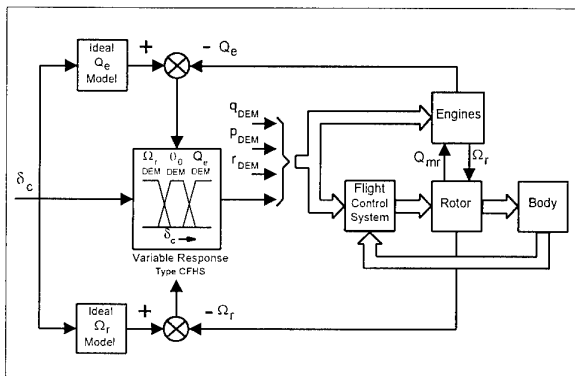 Ideal
Qe
Model
+
– Qe
qDEM
pDEM
rDEM
Engines
Qmr
Ωr
δc
Ωr θ0 Qe
DEM DEM DEM
δc
Variable Response
Type CFHS
Flight
Control
System
Rotor
Body
Ideal
Ωr
Model
+
– Ωr